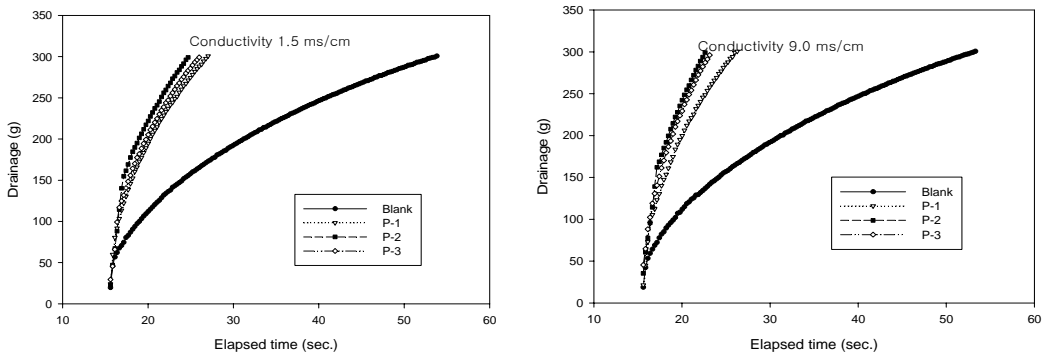 Conductivity 1.5 ms/cm
Drainage (g)
350
300
250
200
150
100
50
0
Blank
P-1
P-2
P-3
10 20 30 40 50 60
Elapsed time (sec.)
Conductivity 9.0 ms/cm
Drainage (g)
350
300
250
200
150
100
50
0
Blank
P-1
P-2
P-3
10 20 30 40 50 60
Elapsed time (sec.)